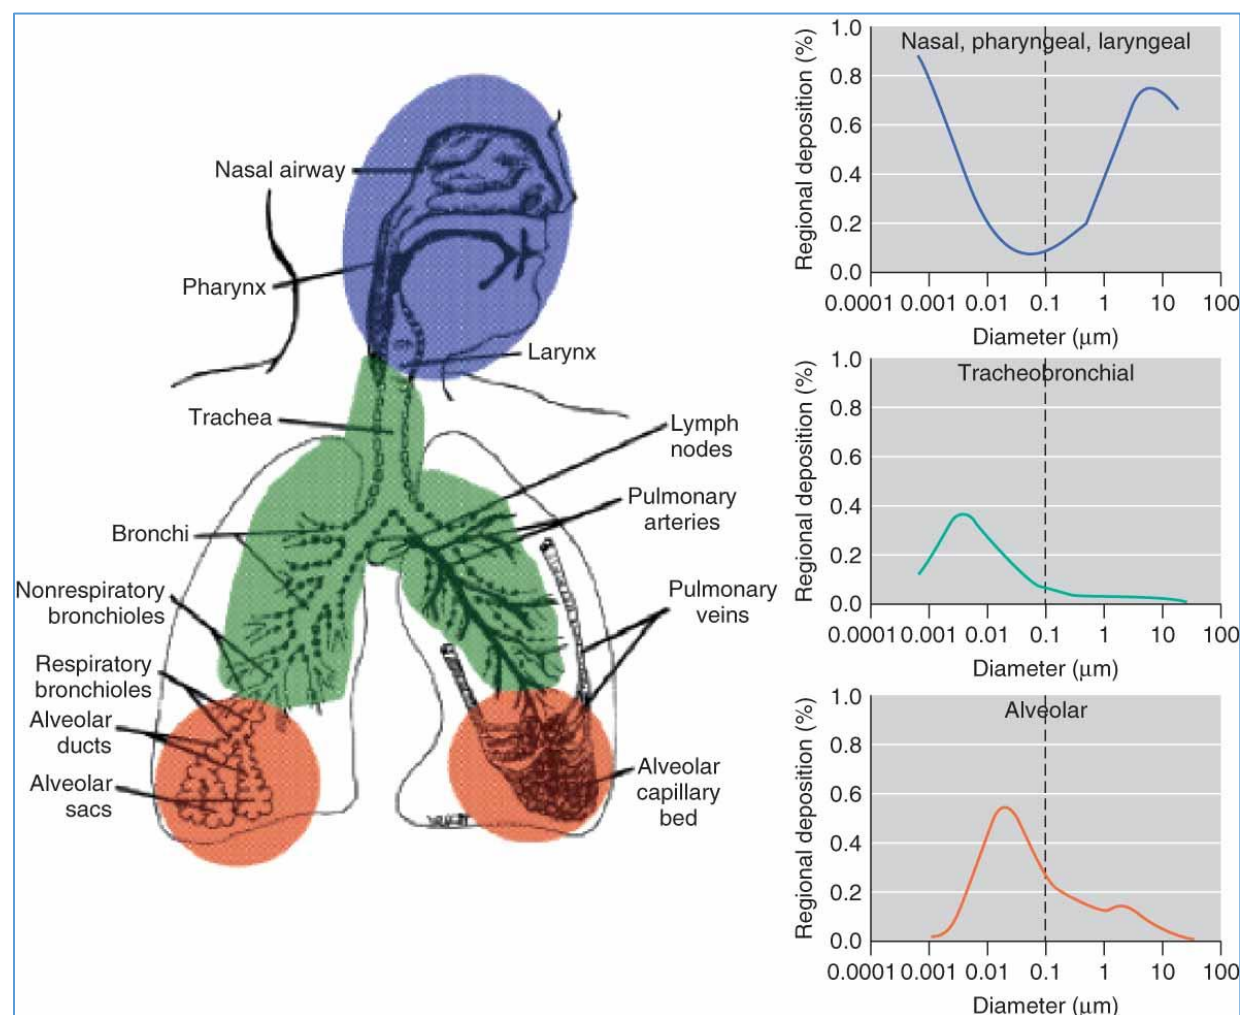 Nasal airway
Pharynx
Larynx
Trachea
Lymph
nodes
Pulmonary
arteries
Bronchi
Nonrespiratory
bronchioles
Pulmonary
veins
Respiratory
bronchioles
Alveolar
ducts
Alveolar
sacs
Alveolar
capillary
bed
Nasal, pharyngeal, laryngeal
Regional deposition (%)
1.0
0.8
0.6
0.4
0.2
0.0
0.0001 0.001 0.01 0.1 1 10 100
Diameter (μm)
Tracheobronchial
Regional deposition (%)
1.0
0.8
0.6
0.4
0.2
0.0
0.0001 0.001 0.01 0.1 1 10 100
Diameter (μm)
Alveolar
Regional deposition (%)
1.0
0.8
0.6
0.4
0.2
0.0
0.0001 0.001 0.01 0.1 1 10 100
Diameter (μm)